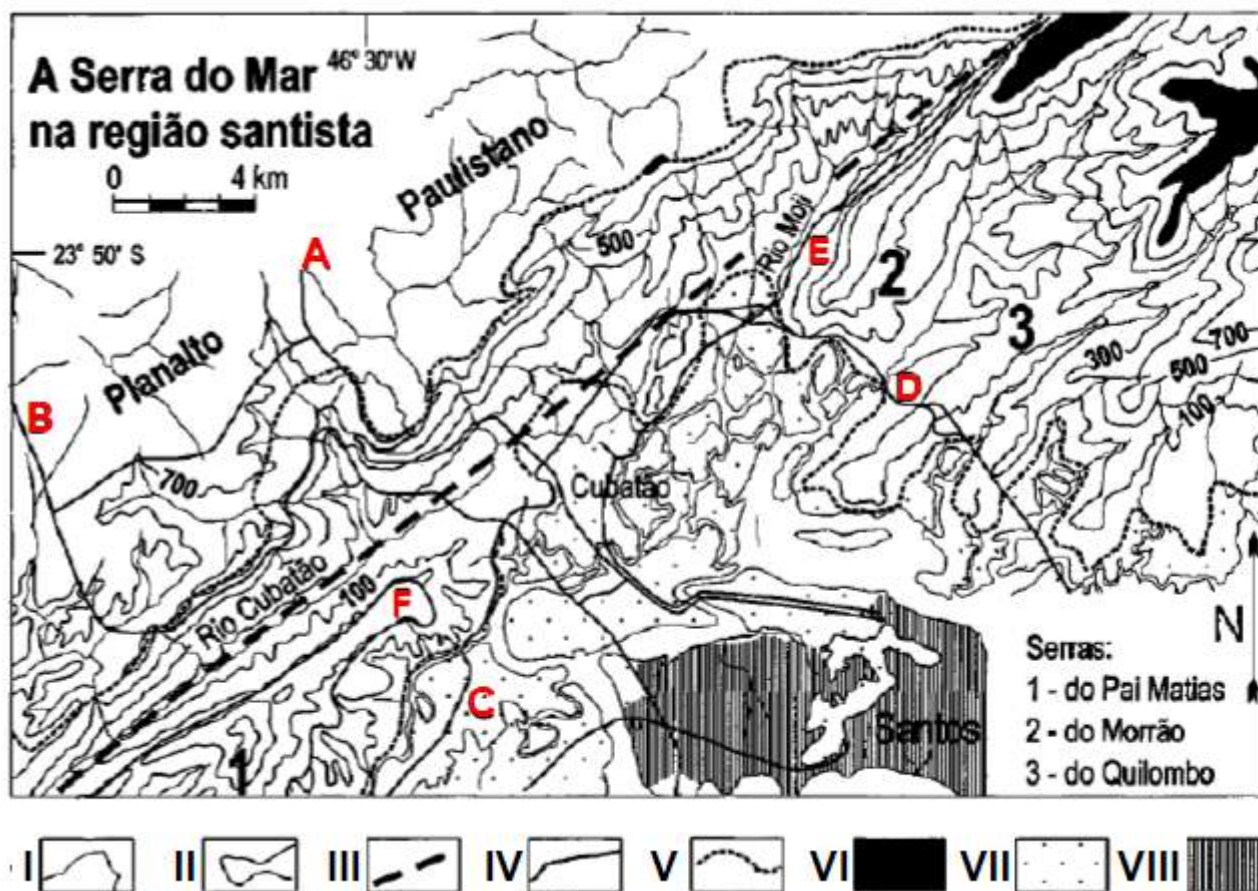 A Serra do Mar
na região santista
46° 30' W
0 4 km
23° 50' S
Planalto
Paulistano
A
B
500
Rio Moji
E
2
3
D
300
700
500
100
700
Cubatão
Rio Cubatão
100
F
C
1
Santos
N
Serras:
1 - do Pai Matias
2 - do Morrão
3 - do Quilombo
I II III IV V VI VII VIII